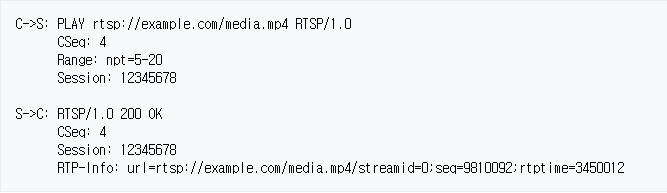 C->S: PLAY rtsp://example.com/media.mp4 RTSP/1.0
CSeq: 4
Range: npt=5-20
Session: 12345678
S->C: RTSP/1.0 200 OK
CSeq: 4
Session: 12345678
RTP-Info: url=rtsp://example.com/media.mp4/streamid=0;seq=9810092;rtptime=3450012